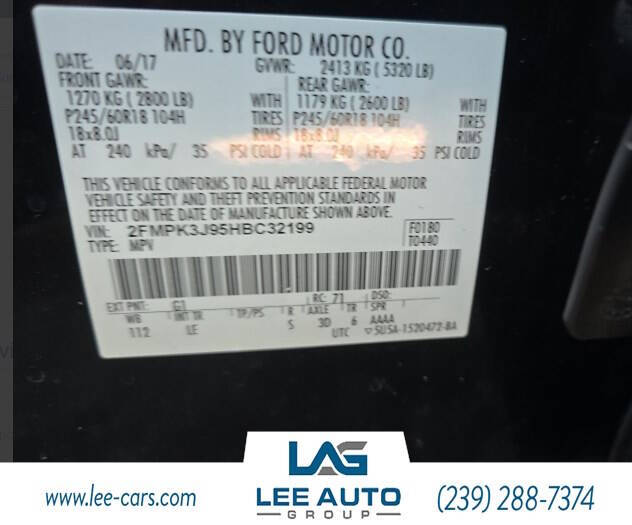 MFD. BY FORD MOTOR CO.
DATE: 06/17 GVWR: 2413 KG ( 5320 LB)
FRONT GAWR: REAR GAWR:
1270 KG ( 2800 LB) WITH 1179 KG ( 2600 LB) WITH
P245/60R18 104H TIRES P245/60R18 104H TIRES
18x8.0J RIMS 18x8.0J RIMS
AT 240 kPa/ 35 PSI COLD AT 240 kPa/ 35 PSI COLD
THIS VEHICLE CONFORMS TO ALL APPLICABLE FEDERAL MOTOR
VEHICLE SAFETY AND THEFT PREVENTION STANDARDS IN
EFFECT ON THE DATE OF MANUFACTURE SHOWN ABOVE.
VIN: 2FMPK3J95HBC32199 F0180
TYPE: MPV T0440
EXT PNT: G1 RC: 71 DSO:
WB INT TR TP/PS R AXLE TR SPR
112 LE S 3D 6 AAAA
UTC 5U5A-1520472-BA
LAG
www.lee-cars.com LEE AUTO (239) 288-7374
GROUP